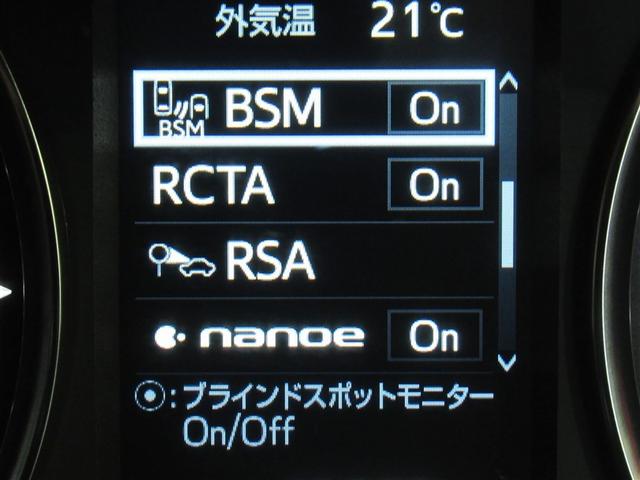 外気温 21℃
BSM BSM On
RCTA On
RSA
nanoe On
⦿:ブラインドスポットモニター
On/Off